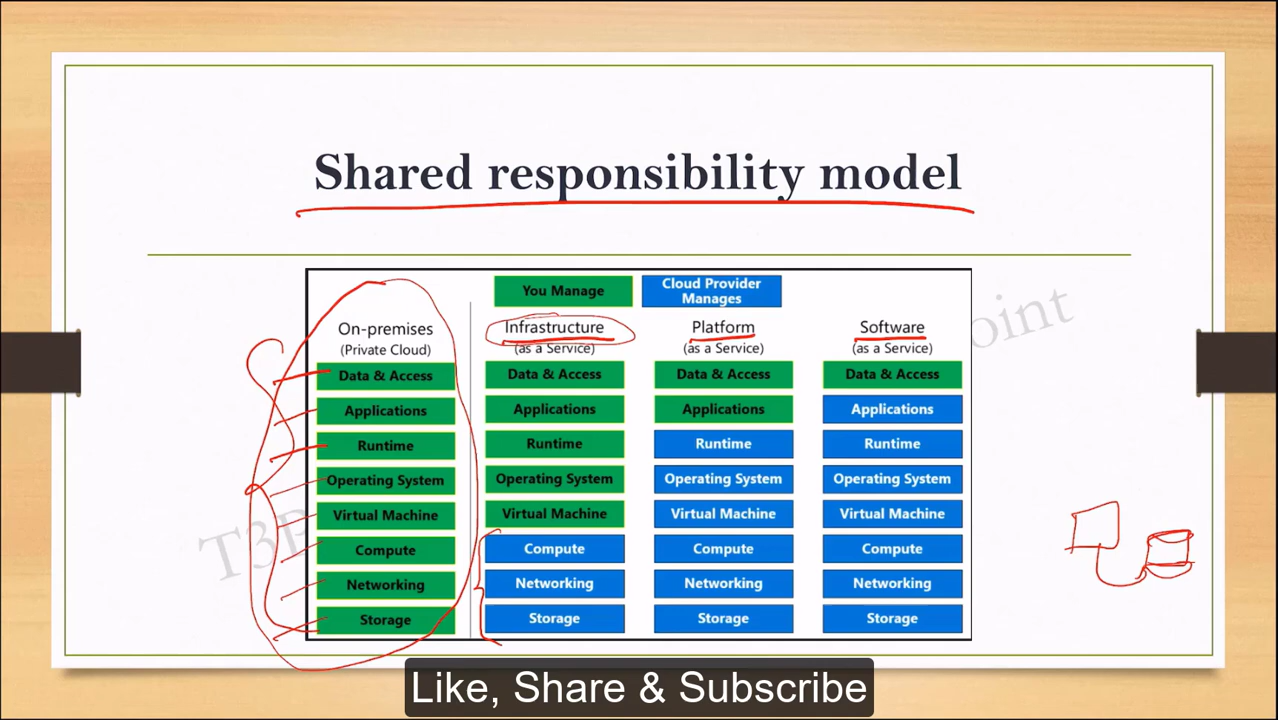 Shared responsibility model
You Manage
Cloud Provider
Manages
On-premises
(Private Cloud)
Data & Access
Applications
Runtime
Operating System
Virtual Machine
Compute
Networking
Storage
Infrastructure
(as a Service)
Data & Access
Applications
Runtime
Operating System
Virtual Machine
Compute
Networking
Storage
Platform
(as a Service)
Data & Access
Applications
Runtime
Operating System
Virtual Machine
Compute
Networking
Storage
Software
(as a Service)
Data & Access
Applications
Runtime
Operating System
Virtual Machine
Compute
Networking
Storage
Like, Share & Subscribe